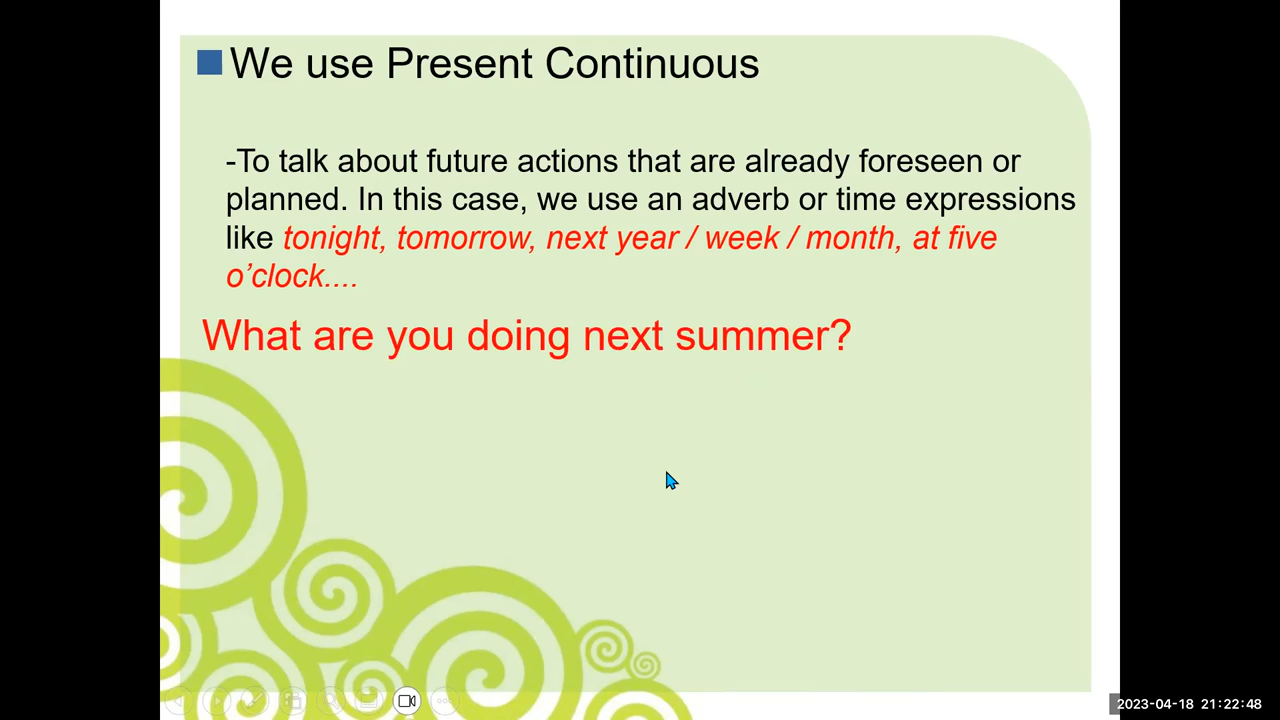 We use Present Continuous
-To talk about future actions that are already foreseen or
planned. In this case, we use an adverb or time expressions
like tonight, tomorrow, next year / week / month, at five
o’clock....
What are you doing next summer?
2023-04-18 21:22:48